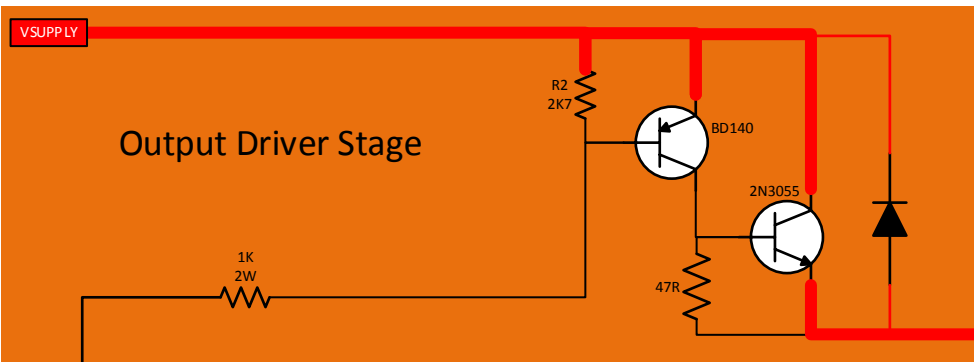 VSUPPLY
R2
2K7
BD140
Output Driver Stage
2N3055
1K
2W
47R